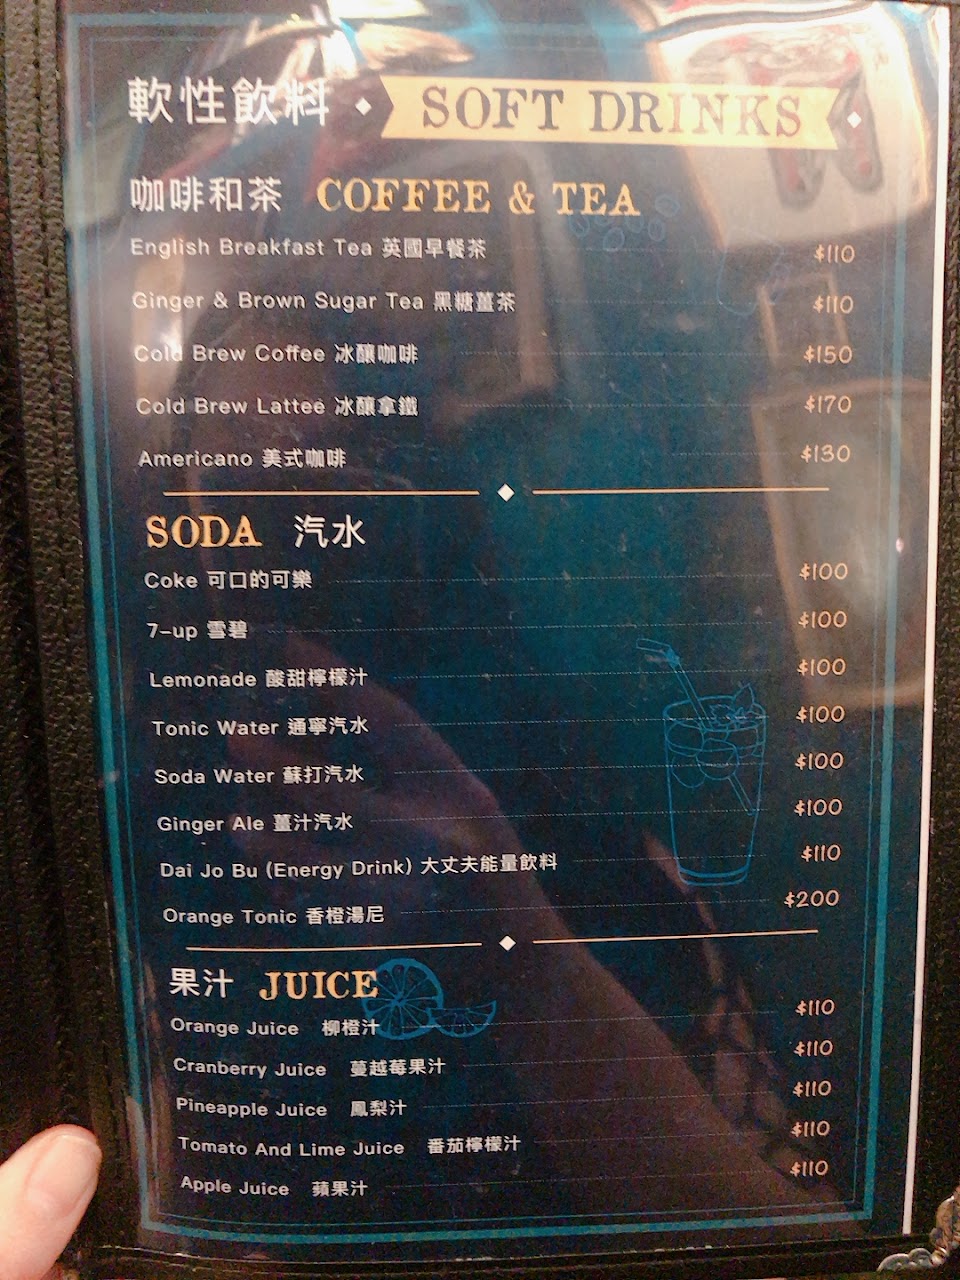 軟性飲料 SOFT DRINKS
咖啡和茶 COFFEE & TEA
English Breakfast Tea 英國早餐茶 $110
Ginger & Brown Sugar Tea 黑糖薑茶 $110
Cold Brew Coffee 冰釀咖啡 $150
Cold Brew Lattee 冰釀拿鐵 $170
Americano 美式咖啡 $130
SODA 汽水
Coke 可口的可樂 $100
7-up 雪碧 $100
Lemonade 酸甜檸檬汁 $100
Tonic Water 通寧汽水 $100
Soda Water 蘇打汽水 $100
Ginger Ale 薑汁汽水 $100
Dai Jo Bu (Energy Drink) 大丈夫能量飲料 $110
Orange Tonic 香橙湯尼 $200
果汁 JUICE
Orange Juice 柳橙汁 $110
Cranberry Juice 蔓越莓果汁 $110
Pineapple Juice 鳳梨汁 $110
Tomato And Lime Juice 番茄檸檬汁 $110
Apple Juice 蘋果汁 $110